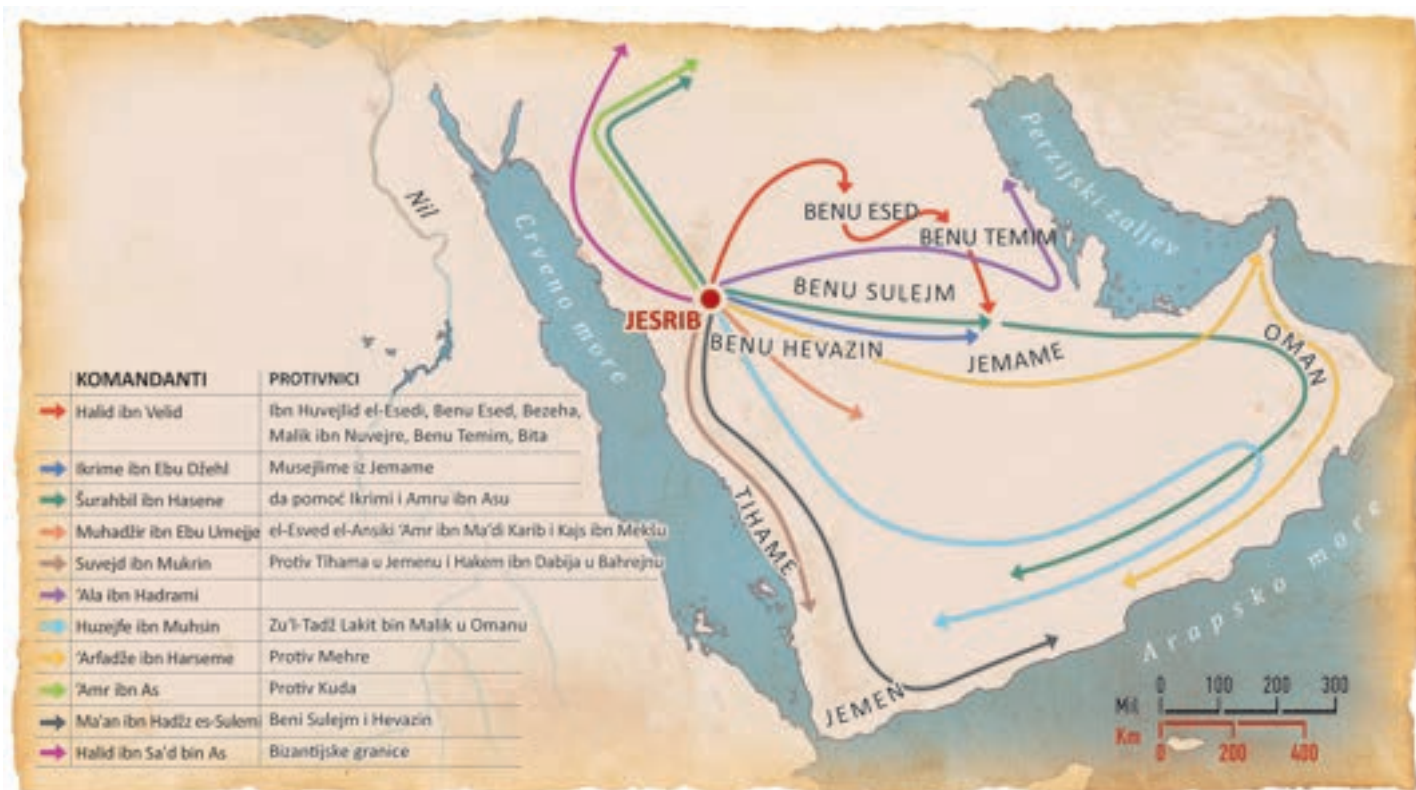 Nil
Crveno more
Perzijski zaljev
BENU ESED
BENU TEMIM
BENU SULEJM
JESRIB
BENU HEVAZIN
JEMAME
OMAN
TIHAME
JEMEN
Arapsko more
KOMANDANTI PROTIVNICI
Halid ibn Velid Ibn Huvejlid el-Esedi, Benu Esed, Bezeha,
Malik ibn Nuvejre, Benu Temim, Bita
Ikrime ibn Ebu Džehl Musejlime iz Jemame
Šurahbil ibn Hasene da pomoć Ikrimi i Amru ibn Asu
Muhadžir ibn Ebu Umejje el-Esved el-Ansiki 'Amr ibn Ma'di Karib i Kajs ibn Mekšu
Suvejd ibn Mukrin Protiv Tihama u Jemenu i Hakem ibn Dabija u Bahrejnu
'Ala ibn Hadrami
Huzejfe ibn Muhsin Zu'l-Tadž Lakit bin Malik u Omanu
'Arfadže ibn Harseme Protiv Mehre
'Amr ibn As Protiv Kuda
Ma'an ibn Hadžz es-Sulemi Beni Sulejm i Hevazin
Halid ibn Sa'd bin As Bizantijske granice
0 100 200 300
Mil
Km
0 200 400